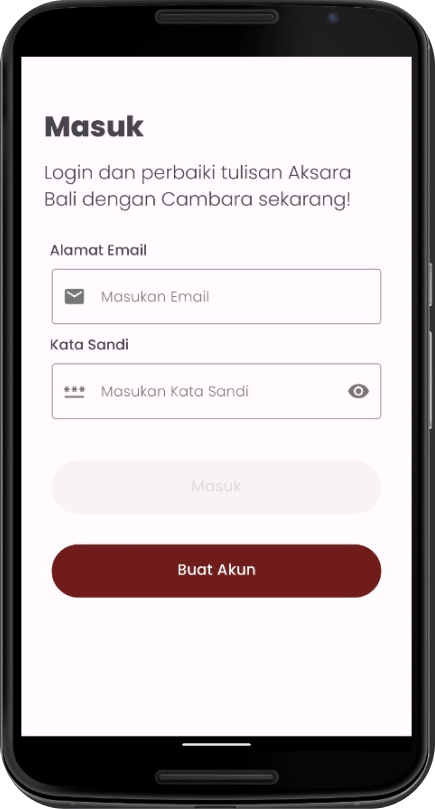 Masuk
Login dan perbaiki tulisan Aksara
Bali dengan Cambara sekarang!
Alamat Email
Masukan Email
Kata Sandi
Masukan Kata Sandi
Masuk
Buat Akun